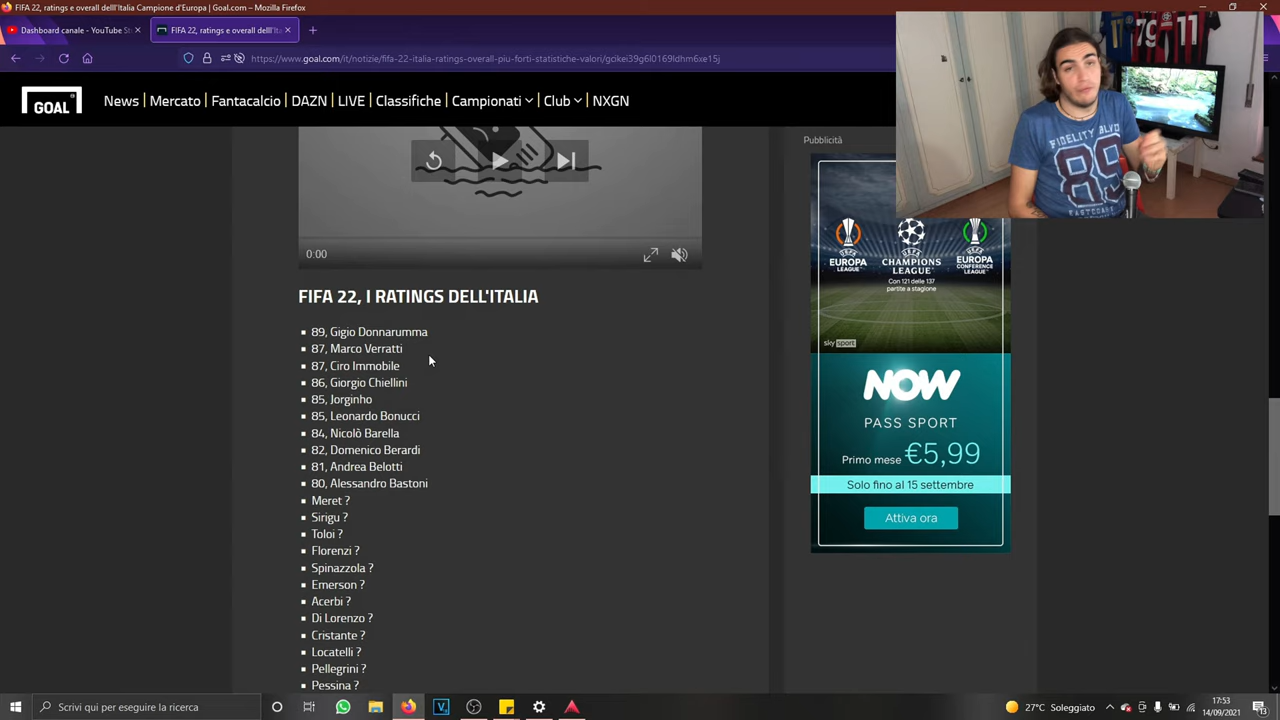 FIFA 22, ratings e overall dell'Italia Campione d'Europa | Goal.com — Mozilla Firefox
Dashboard canale - YouTube St
FIFA 22, ratings e overall dell'Ita
https://www.goal.com/it/notizie/fifa-22-italia-ratings-overall-piu-forti-statistiche-valori/
GOAL
News
Mercato
Fantacalcio
DAZN
LIVE
Classifiche
Campionati
Club
NXGN
0:00
FIFA 22, I RATINGS DELL'ITALIA
89, Gigio Donnarumma
87, Marco Verratti
87, Ciro Immobile
86, Giorgio Chiellini
85, Jorginho
85, Leonardo Bonucci
84, Nicolò Barella
82, Domenico Berardi
81, Andrea Belotti
80, Alessandro Bastoni
Meret ?
Sirigu ?
Toloi ?
Florenzi ?
Spinazzola ?
Emerson ?
Acerbi ?
Di Lorenzo ?
Cristante ?
Locatelli ?
Pellegrini ?
Pessina ?
Pubblicità
EUROPA
LEAGUE
CHAMPIONS
LEAGUE
EUROPA
CONFERENCE
LEAGUE
Con 121 delle 137
partite a stagione
sky sport
NOW
PASS SPORT
Primo mese €5,99
Solo fino al 15 settembre
Attiva ora
79
11
FIDELITY BLVD
89
Scrivi qui per eseguire la ricerca
27°C Soleggiato
17:53
14/09/2021
13